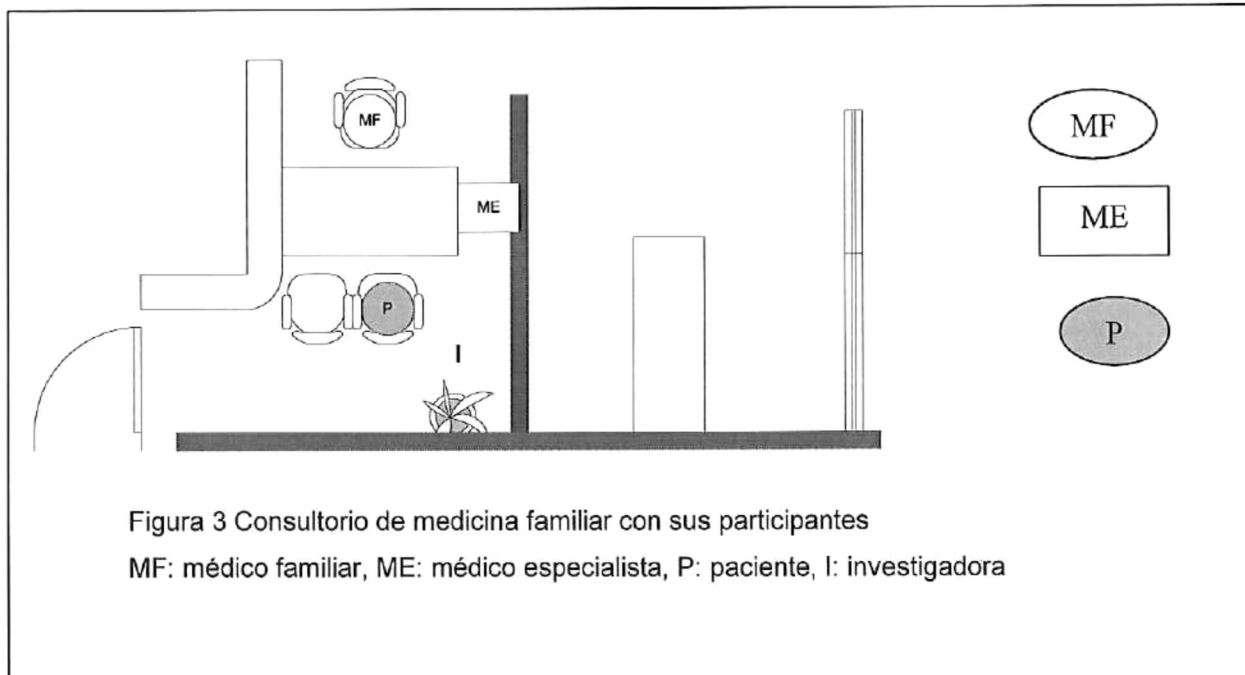 MF
ME
P
I
MF
ME
P
Figura 3 Consultorio de medicina familiar con sus participantes
MF: médico familiar, ME: médico especialista, P: paciente, I: investigadora